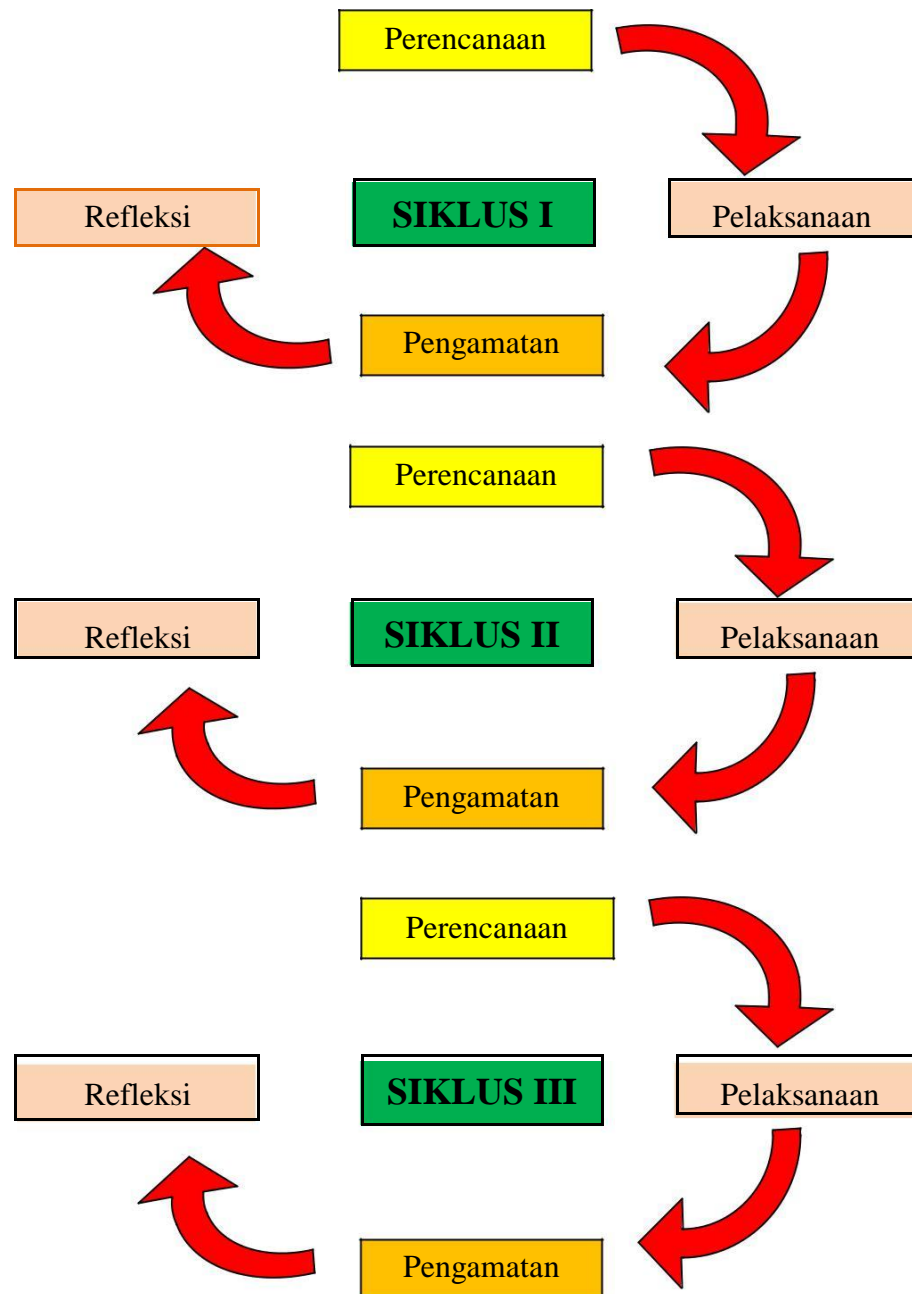 Perencanaan
Refleksi
SIKLUS I
Pelaksanaan
Pengamatan
Perencanaan
Refleksi
SIKLUS II
Pelaksanaan
Pengamatan
Perencanaan
Refleksi
SIKLUS III
Pelaksanaan
Pengamatan